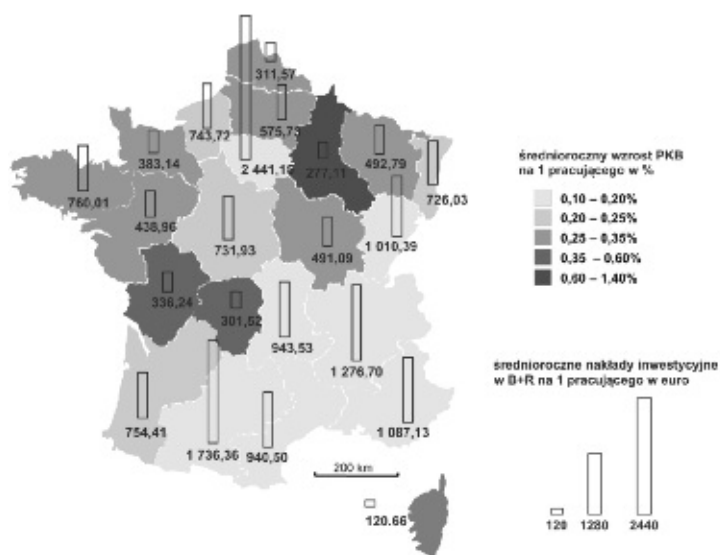 311,57
743,72
575,73
383,14
2 441,16
277,11
492,79
760,01
726,03
438,96
731,93
1 010,39
491,09
336,24
301,52
943,53
1 276,70
754,41
1 087,13
1 736,36
940,50
200 km
120.66
średnioroczny wzrost PKB
na 1 pracującego w %
0,10 – 0,20%
0,20 – 0,25%
0,25 – 0,35%
0,35 – 0,60%
0,60 – 1,40%
średnioroczne nakłady inwestycyjne
w B+R na 1 pracującego w euro
120 1280 2440